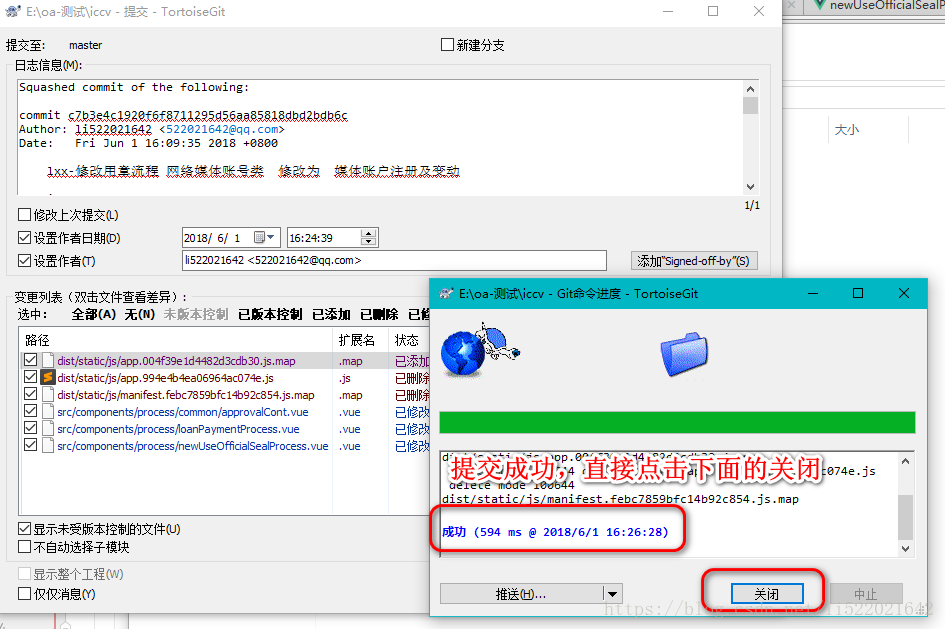 E:\oa-测试\iccv - 提交 - TortoiseGit
newUseOfficialSealP
提交至: master
新建分支
日志信息(M):
Squashed commit of the following:
commit c7b3e4c1920f6f8711295d56aa85818dbd2bdb6c
Author: li522021642 <522021642@qq.com>
Date: Fri Jun 1 16:09:35 2018 +0800
lxx-修改用章流程 网络媒体账号类 修改为 媒体账户注册及变动
大小
1/1
修改上次提交(L)
设置作者日期(D) 2018/ 6/ 1 16:24:39
设置作者(T) li522021642 <522021642@qq.com>
添加"Signed-off-by"(S)
变更列表（双击文件查看差异）:
选中: 全部(A) 无(N) 未版本控制 已版本控制 已添加 已删除 已修
路径 扩展名 状态
dist/static/js/app.004f39e1d4482d3cdb30.js.map .map 已添加
dist/static/js/app.994e4b4ea06964ac074e.js .js 已删除
dist/static/js/manifest.febc7859bfc14b92c854.js.map .map 已删除
src/components/process/common/approvalCont.vue .vue 已修改
src/components/process/loanPaymentProcess.vue .vue 已修改
src/components/process/newUseOfficialSealProcess.vue .vue 已修改
显示未受版本控制的文件(U)
不自动选择子模块
显示整个工程(W)
仅仅消息(Y)
E:\oa-测试\iccv - Git命令进度 - TortoiseGit
提交成功，直接点击下面的关闭
c074e.js
delete mode 100644
dist/static/js/manifest.febc7859bfc14b92c854.js.map
成功 (594 ms @ 2018/6/1 16:26:28)
推送(H)...
关闭
中止
https://blog.csdn.net/li522021642